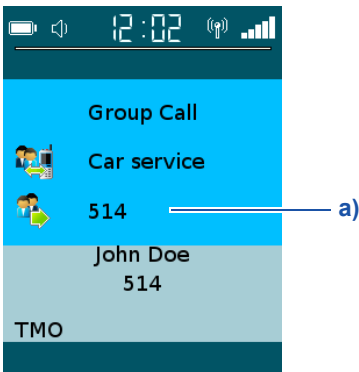 12:02
Group Call
Car service
514
a)
John Doe
514
TMO